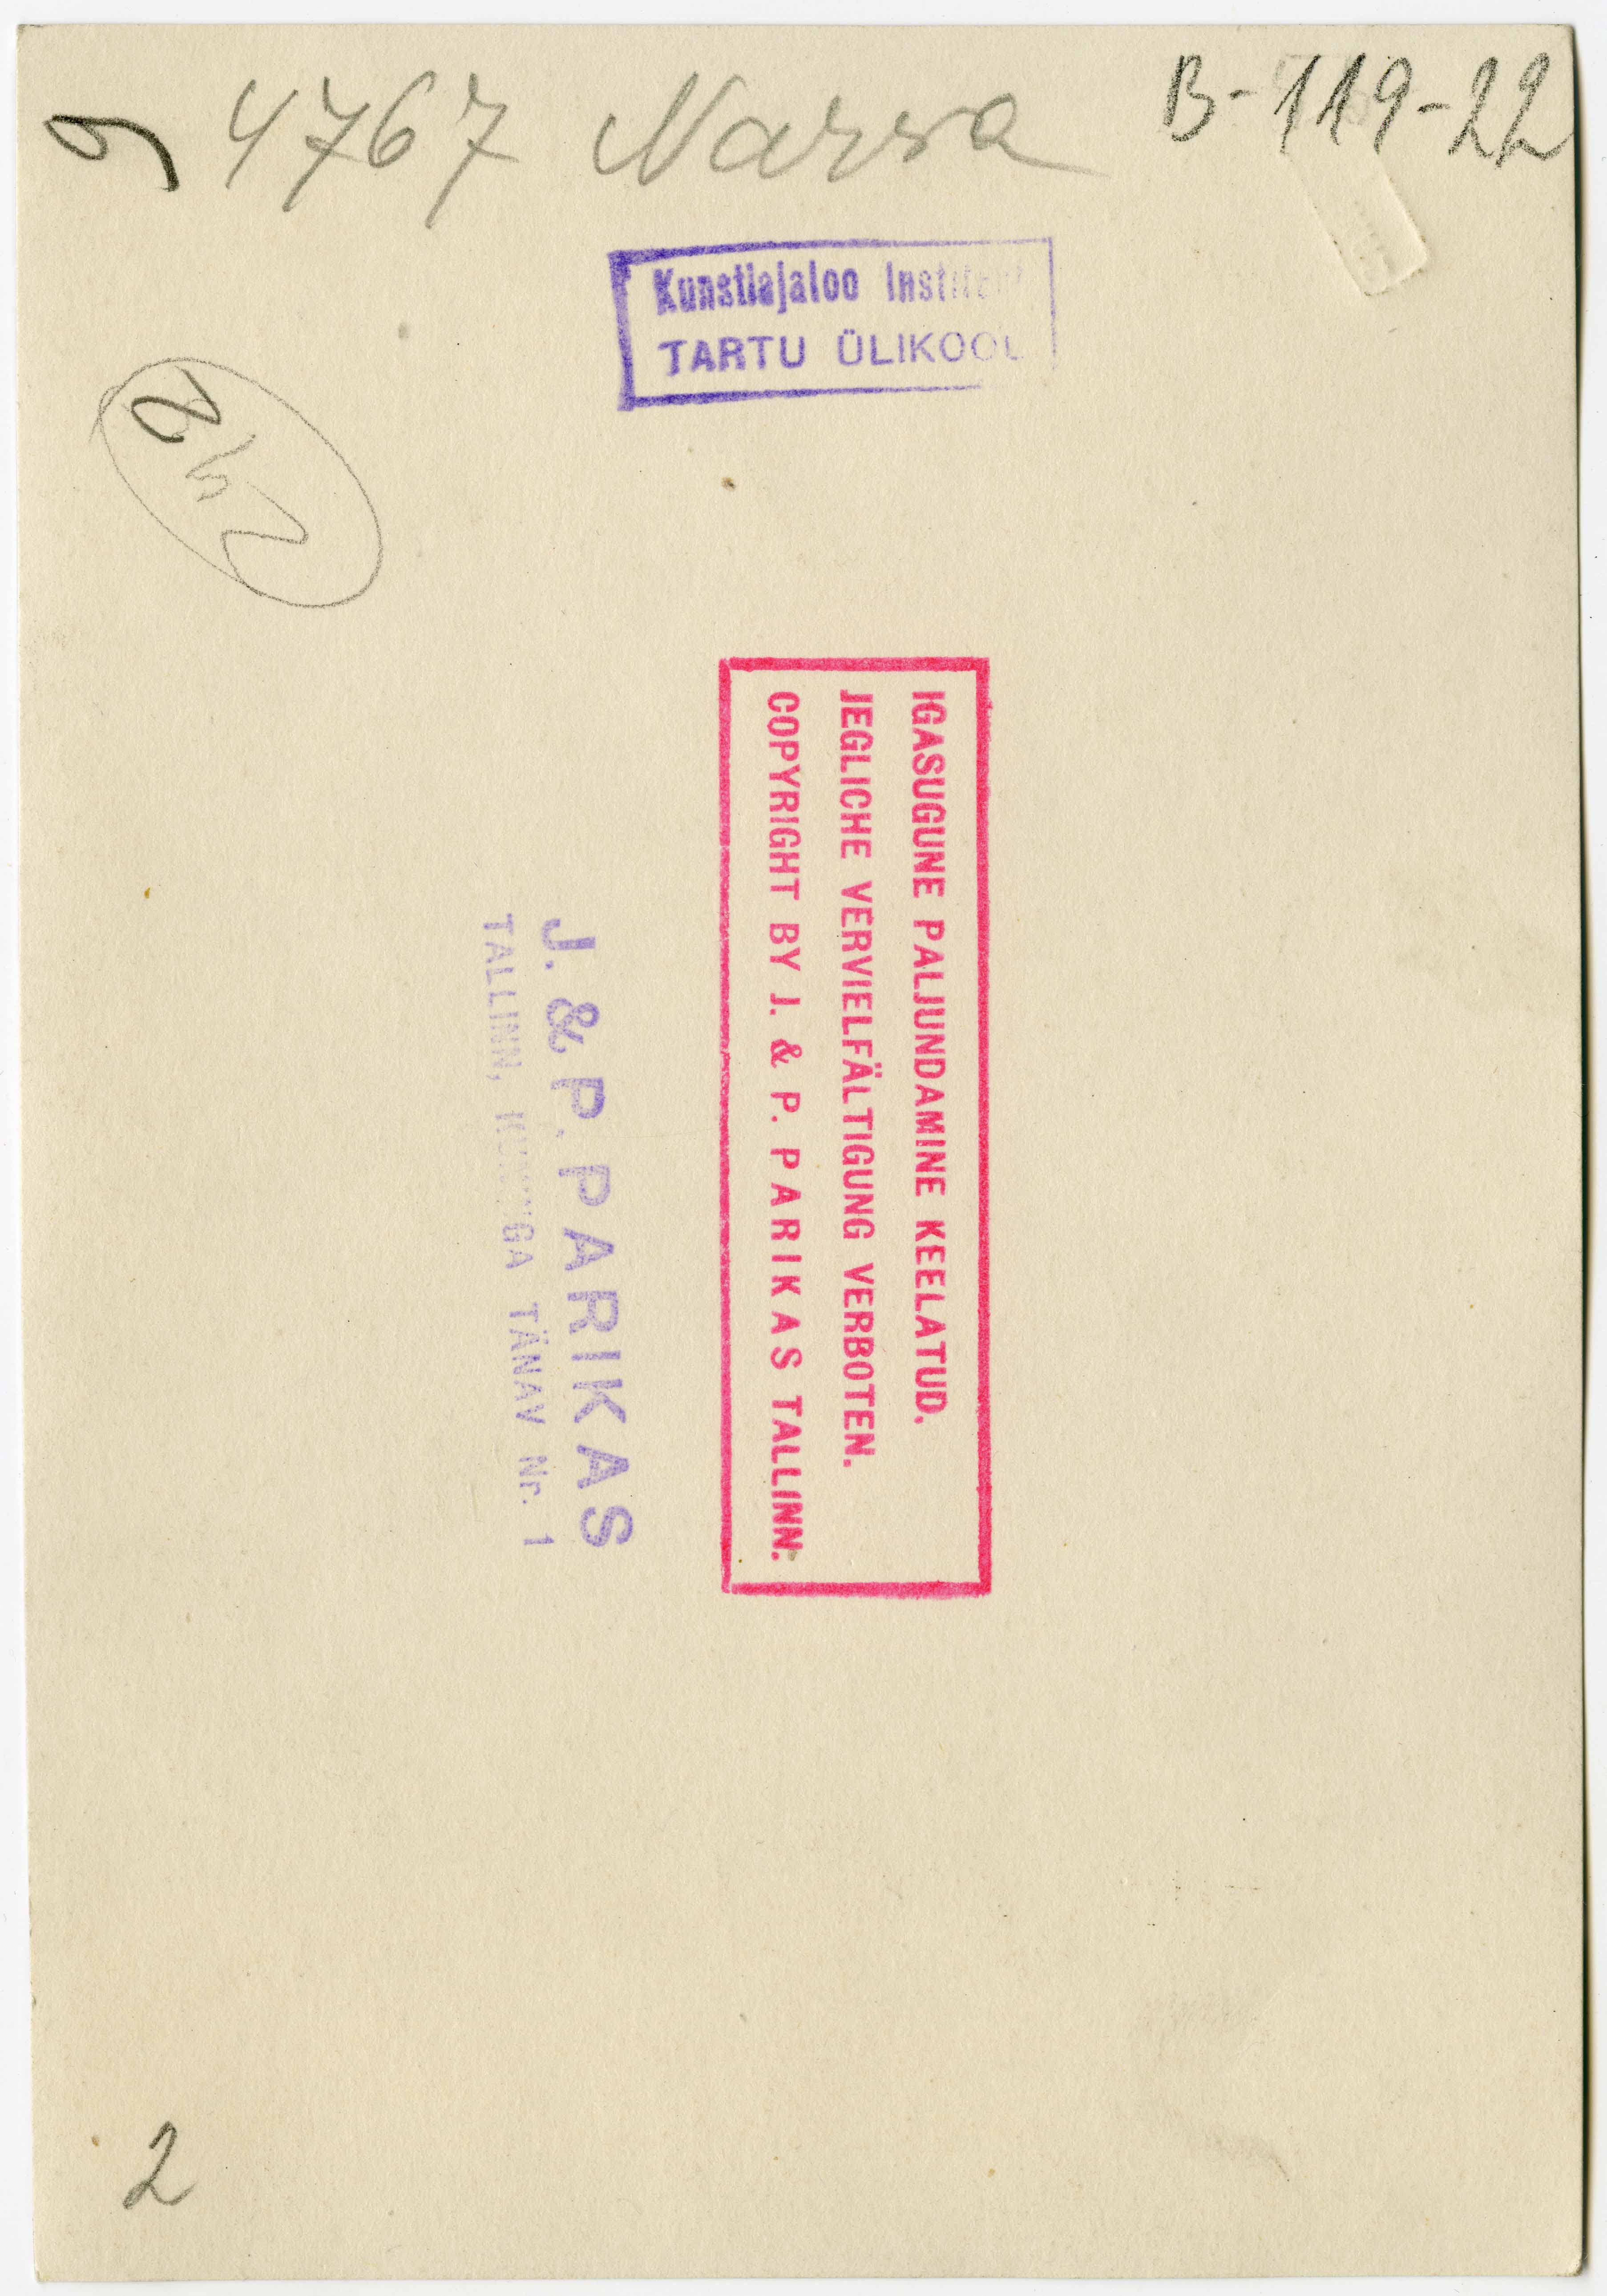 4767 Narva
B-119-22
Kunstiajaloo Instituut
TARTU ÜLIKOOL
IGASUGUNE PALJUNDAMINE KEELATUD.
JEGLICHE VERVIELFÄLTIGUNG VERBOTEN.
COPYRIGHT BY J. & P. PARIKAS TALLINN.
J. & P. PARIKAS
TALLINN, KUNINGA TÄNAV Nr. 1
2